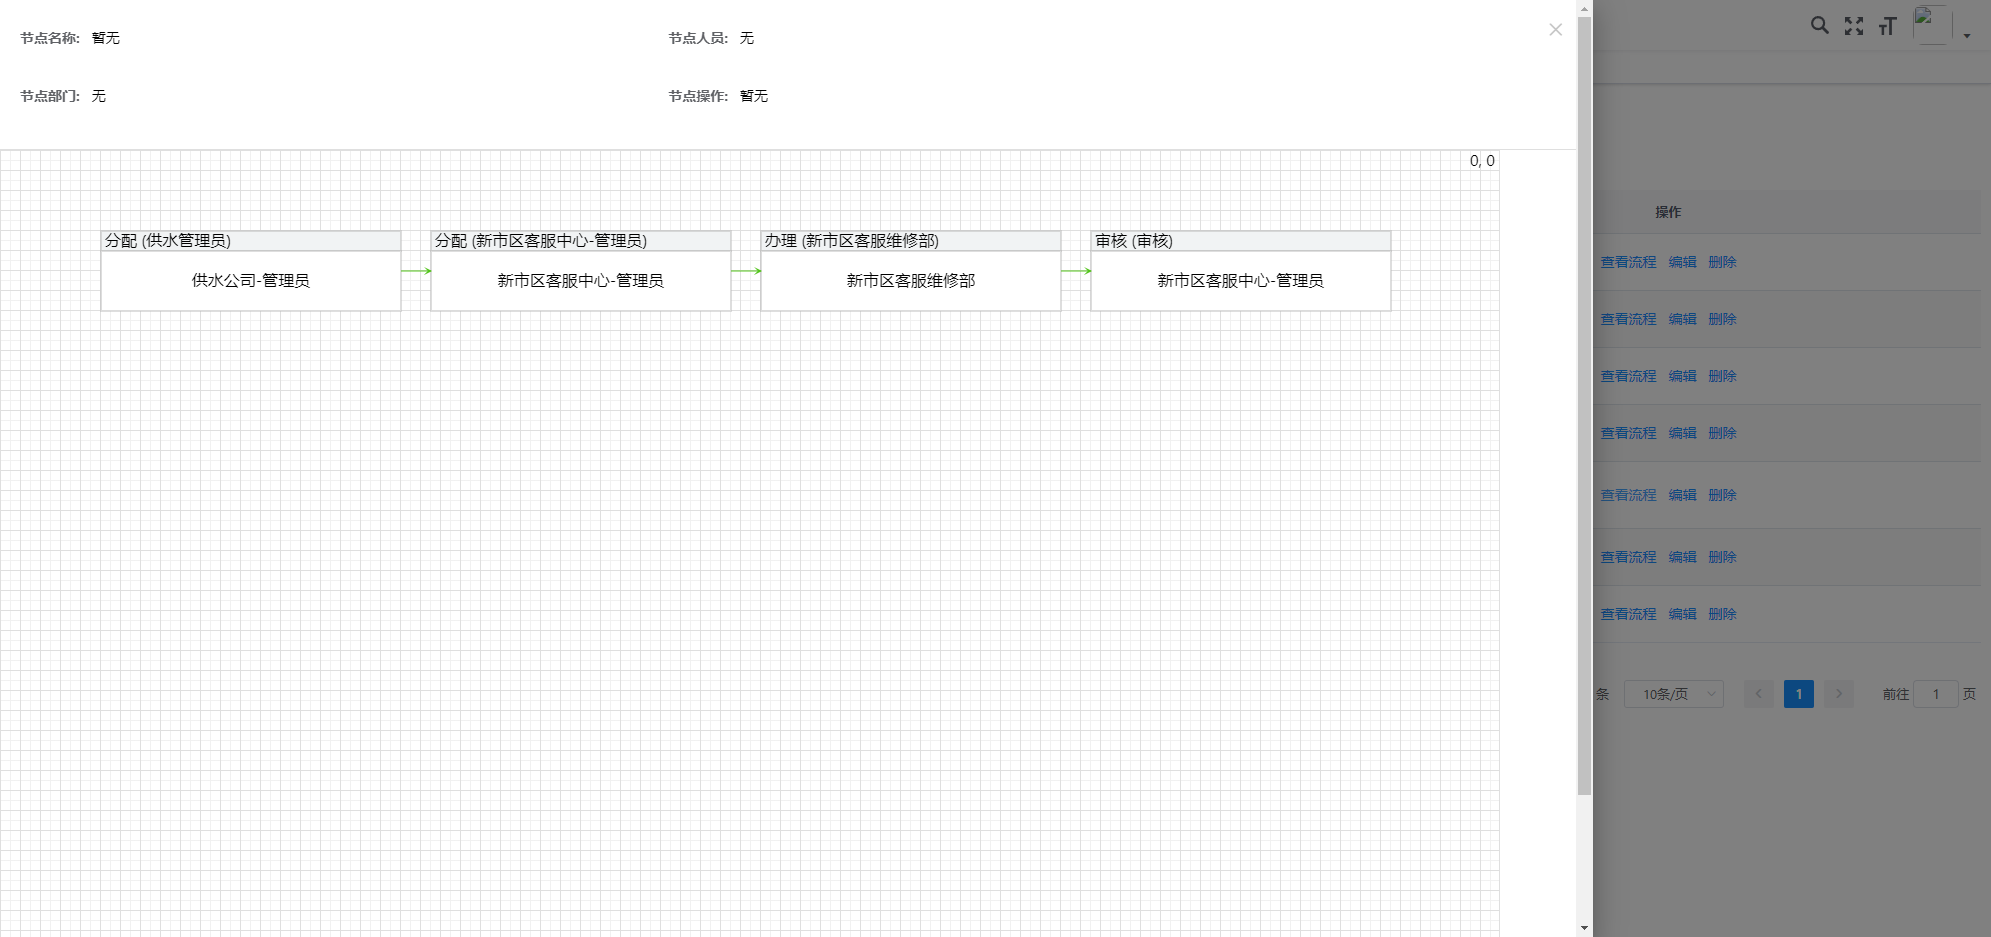 节点名称: 暂无
节点人员: 无
节点部门: 无
节点操作: 暂无
0, 0
分配 (供水管理员)
供水公司-管理员
分配 (新市区客服中心-管理员)
新市区客服中心-管理员
办理 (新市区客服维修部)
新市区客服维修部
审核 (审核)
新市区客服中心-管理员
操作
查看流程 编辑 删除
查看流程 编辑 删除
查看流程 编辑 删除
查看流程 编辑 删除
查看流程 编辑 删除
查看流程 编辑 删除
查看流程 编辑 删除
条 10条/页 1 前往 1 页